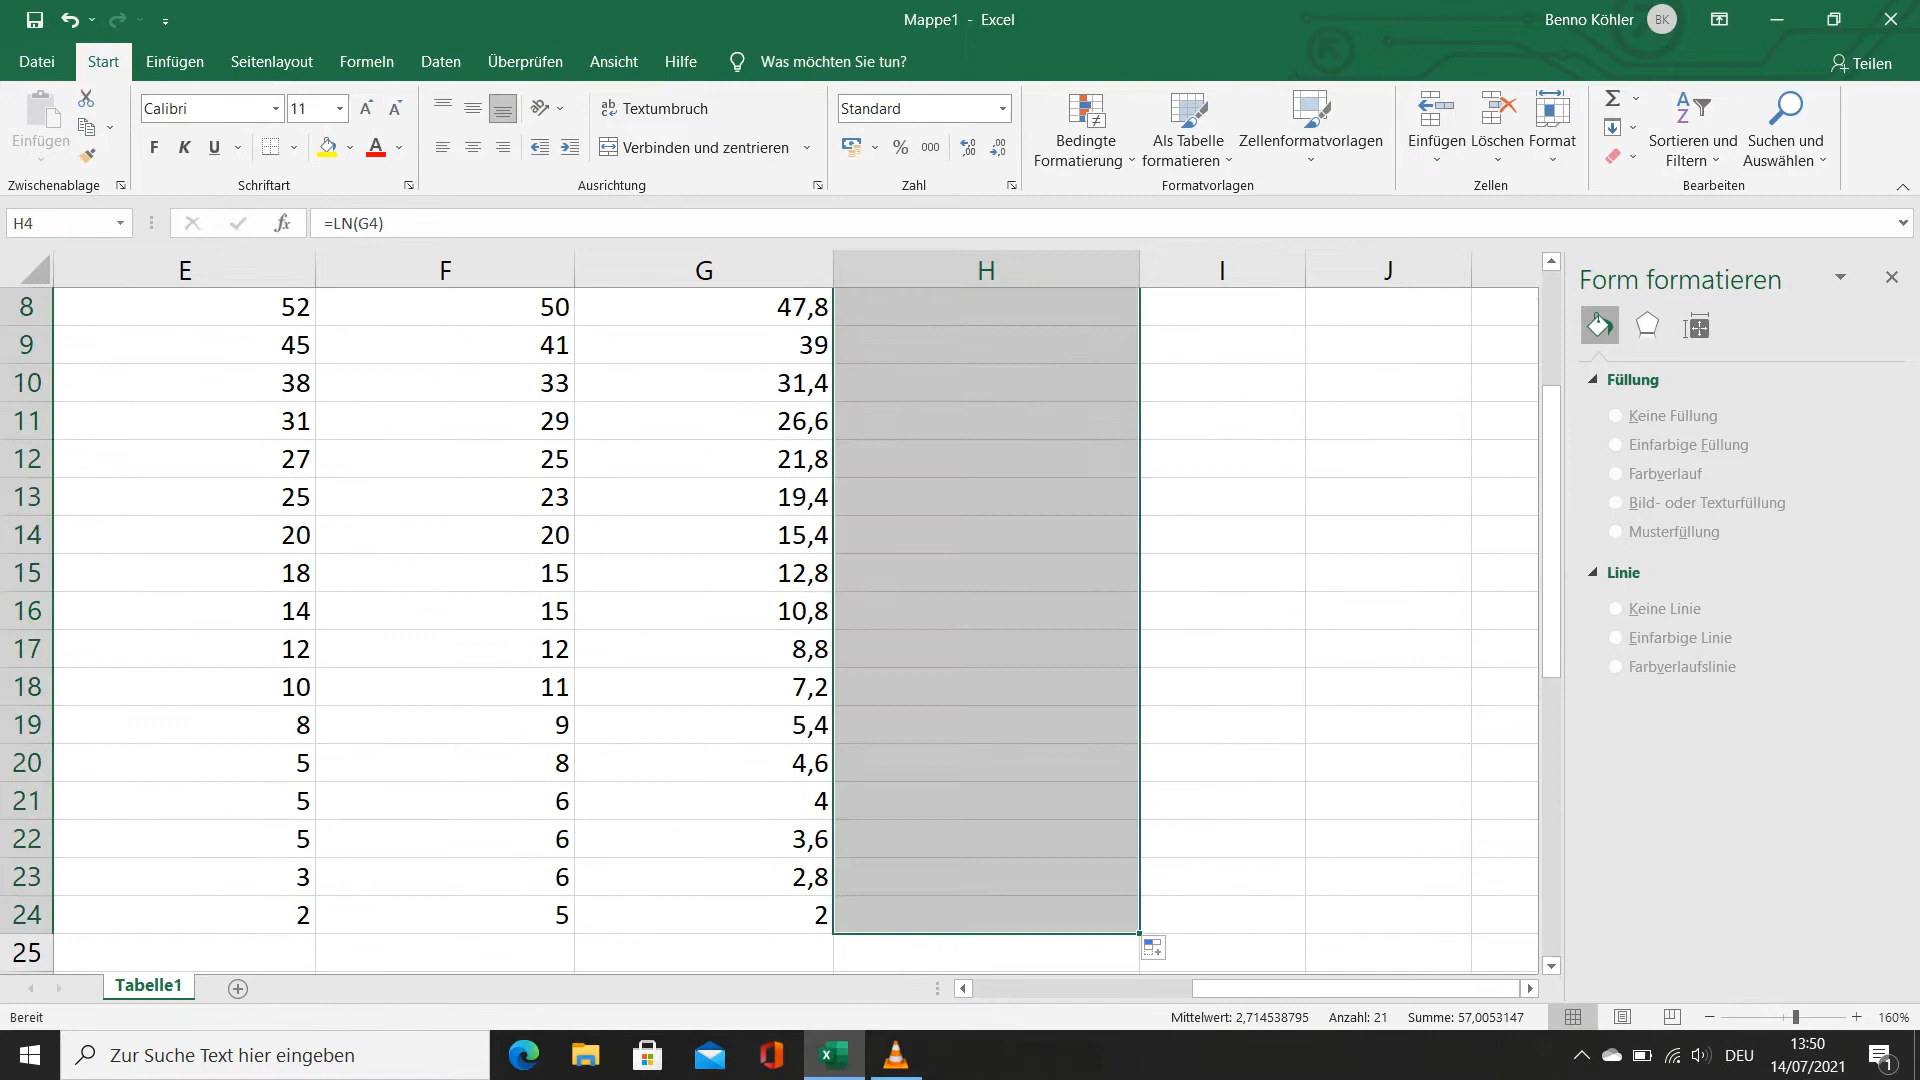 Mappe1 - Excel
Benno Köhler
BK
Datei Start Einfügen Seitenlayout Formeln Daten Überprüfen Ansicht Hilfe Was möchten Sie tun? Teilen
Calibri 11 Textumbruch Standard
Einfügen
F K U Verbinden und zentrieren % 000
Bedingte Formatierung
Als Tabelle formatieren
Zellenformatvorlagen
Einfügen Löschen Format
Sortieren und Filtern
Suchen und Auswählen
Zwischenablage Schriftart Ausrichtung Zahl Formatvorlagen Zellen Bearbeiten
H4 fx =LN(G4)
E F G H I J
8 52 50 47,8
9 45 41 39
10 38 33 31,4
11 31 29 26,6
12 27 25 21,8
13 25 23 19,4
14 20 20 15,4
15 18 15 12,8
16 14 15 10,8
17 12 12 8,8
18 10 11 7,2
19 8 9 5,4
20 5 8 4,6
21 5 6 4
22 5 6 3,6
23 3 6 2,8
24 2 5 2
25
Form formatieren
Füllung
Keine Füllung
Einfarbige Füllung
Farbverlauf
Bild- oder Texturfüllung
Musterfüllung
Linie
Keine Linie
Einfarbige Linie
Farbverlaufslinie
Tabelle1
Bereit Mittelwert: 2,714538795 Anzahl: 21 Summe: 57,0053147 160%
Zur Suche Text hier eingeben
DEU
13:50
14/07/2021
1